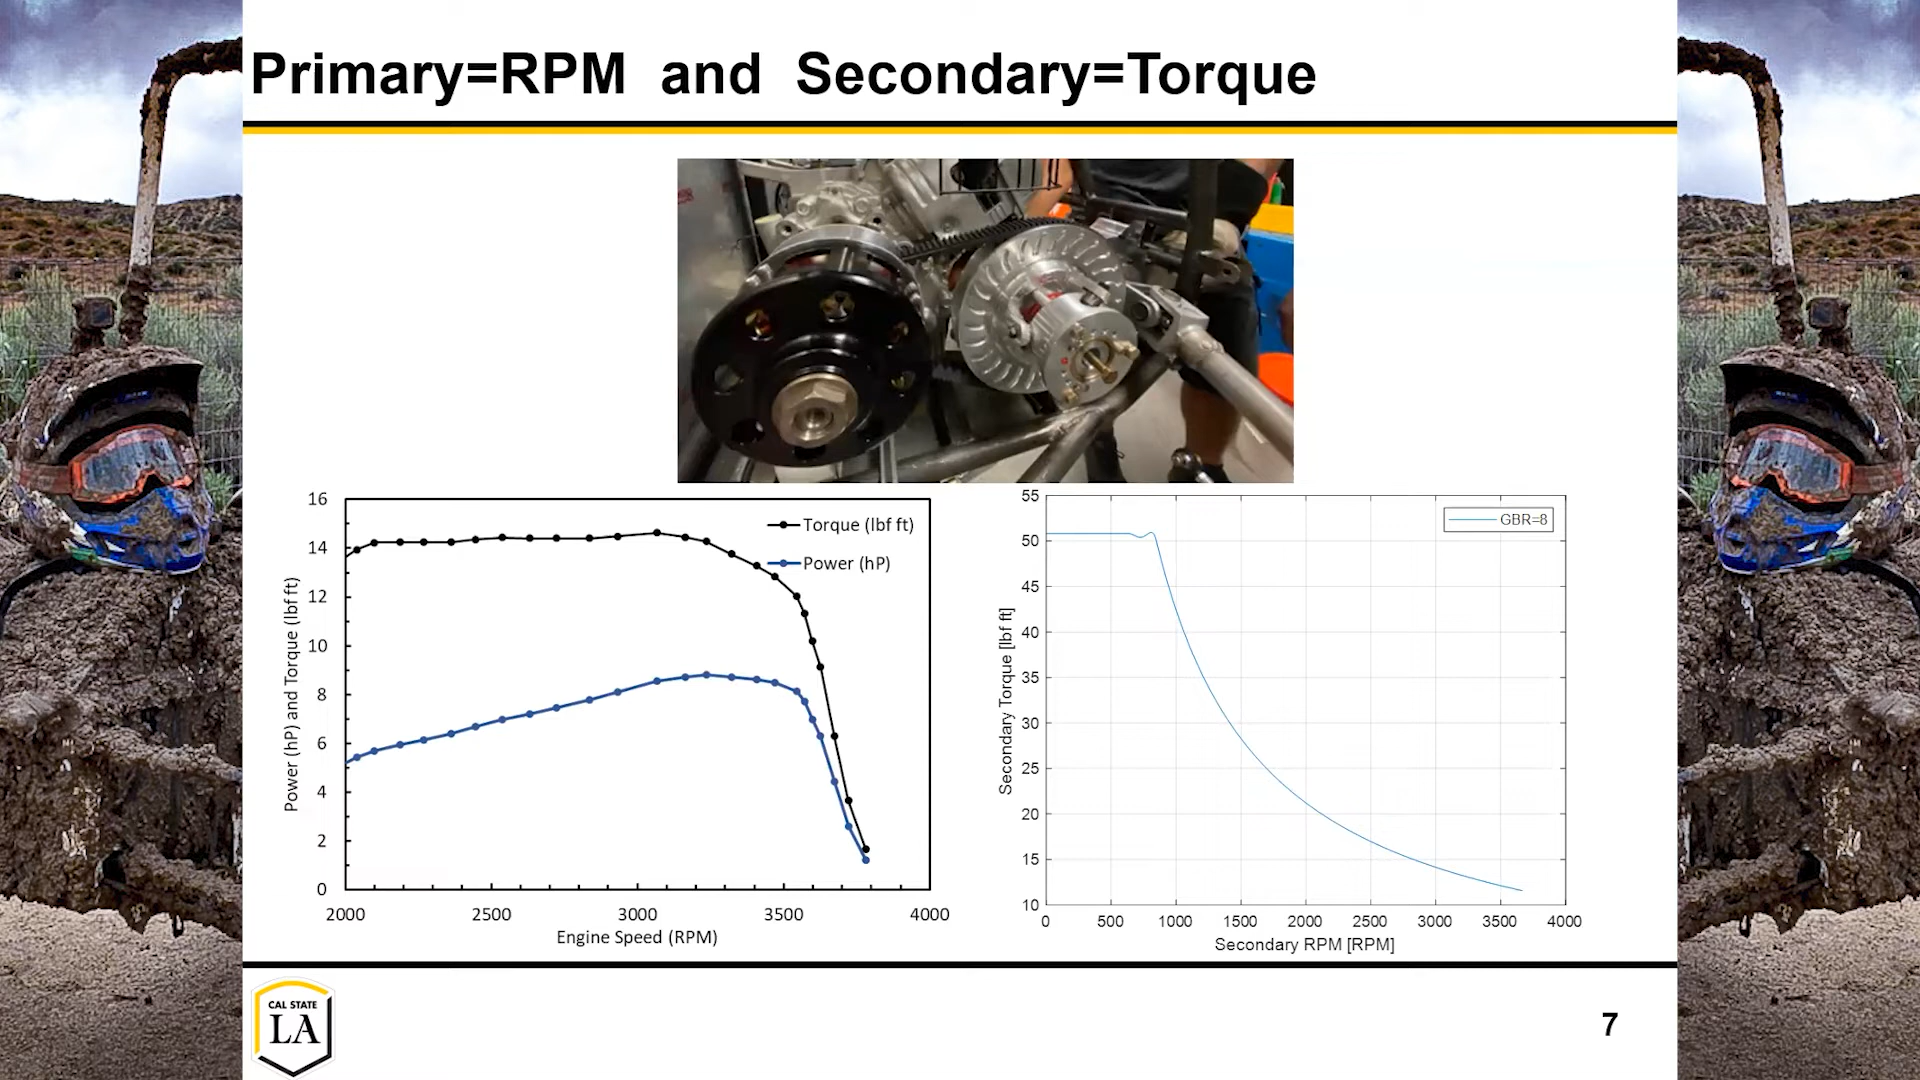 Primary=RPM and Secondary=Torque
16
14
12
10
8
6
4
2
0
Power (hP) and Torque (lbf ft)
Torque (lbf ft)
Power (hP)
2000 2500 3000 3500 4000
Engine Speed (RPM)
55
50
45
40
35
30
25
20
15
10
Secondary Torque [lbf ft]
GBR=8
0 500 1000 1500 2000 2500 3000 3500 4000
Secondary RPM [RPM]
CAL STATE
LA
7